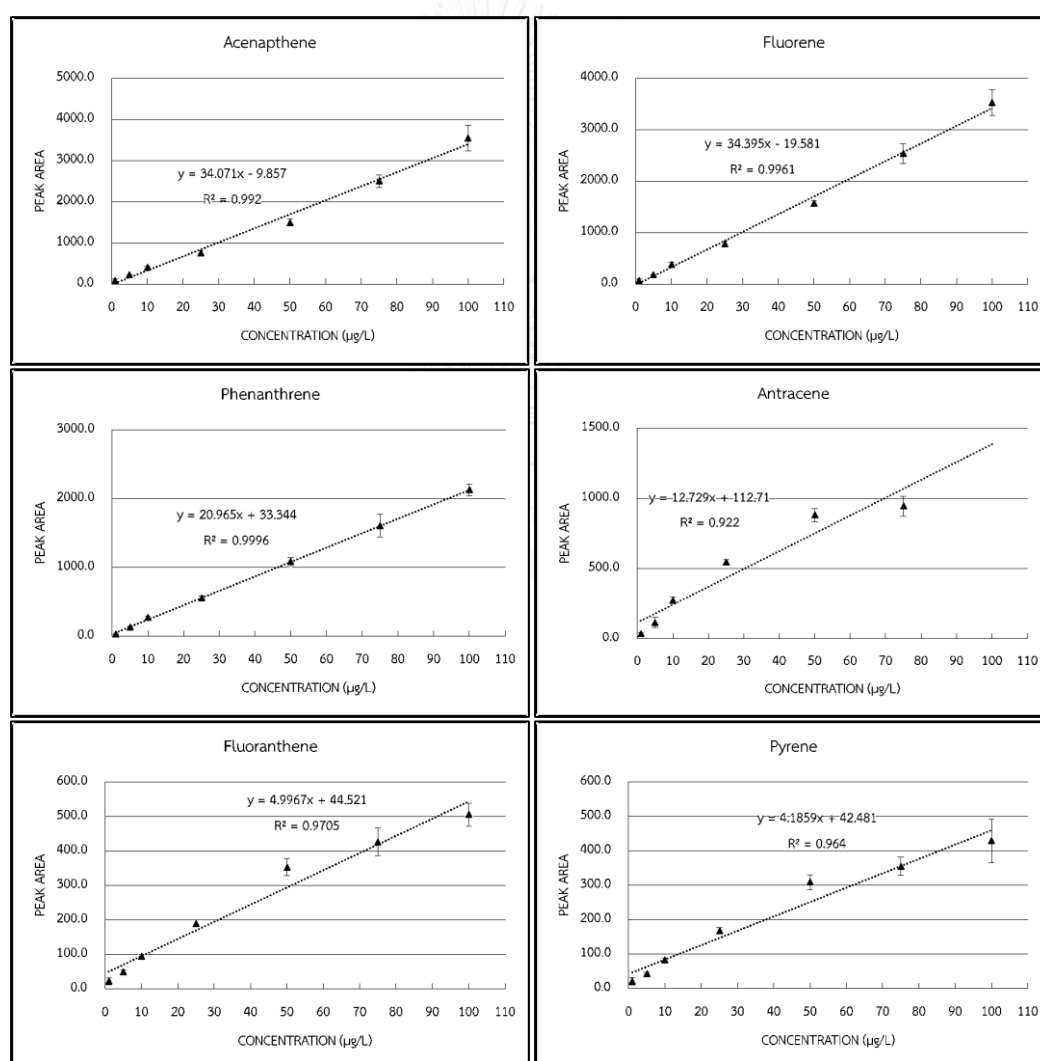 Acenapthene
5000.0
4000.0
3000.0
2000.0
1000.0
0.0
PEAK AREA
y = 34.071x - 9.857
R² = 0.992
0 10 20 30 40 50 60 70 80 90 100 110
CONCENTRATION (µg/L)
Fluorene
4000.0
3000.0
2000.0
1000.0
0.0
PEAK AREA
y = 34.395x - 19.581
R² = 0.9961
0 10 20 30 40 50 60 70 80 90 100 110
CONCENTRATION (µg/L)
Phenanthrene
3000.0
2000.0
1000.0
0.0
PEAK AREA
y = 20.965x + 33.344
R² = 0.9996
0 10 20 30 40 50 60 70 80 90 100 110
CONCENTRATION (µg/L)
Antracene
1500.0
1000.0
500.0
0.0
PEAK AREA
y = 12.729x + 112.71
R² = 0.922
0 10 20 30 40 50 60 70 80 90 100 110
CONCENTRATION (µg/L)
Fluoranthene
600.0
500.0
400.0
300.0
200.0
100.0
0.0
PEAK AREA
y = 4.9967x + 44.521
R² = 0.9705
0 10 20 30 40 50 60 70 80 90 100 110
CONCENTRATION (µg/L)
Pyrene
600.0
500.0
400.0
300.0
200.0
100.0
0.0
PEAK AREA
y = 4.1859x + 42.481
R² = 0.964
0 10 20 30 40 50 60 70 80 90 100 110
CONCENTRATION (µg/L)